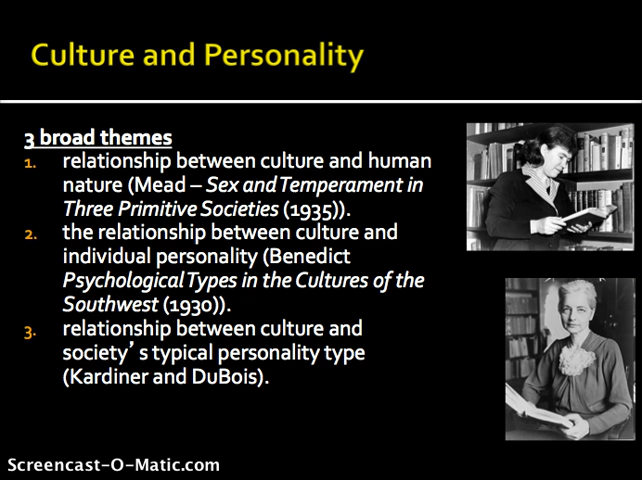 Culture and Personality
3 broad themes
1. relationship between culture and human
nature (Mead – Sex and Temperament in
Three Primitive Societies (1935)).
2. the relationship between culture and
individual personality (Benedict
Psychological Types in the Cultures of the
Southwest (1930)).
3. relationship between culture and
society’s typical personality type
(Kardiner and DuBois).
Screencast-O-Matic.com